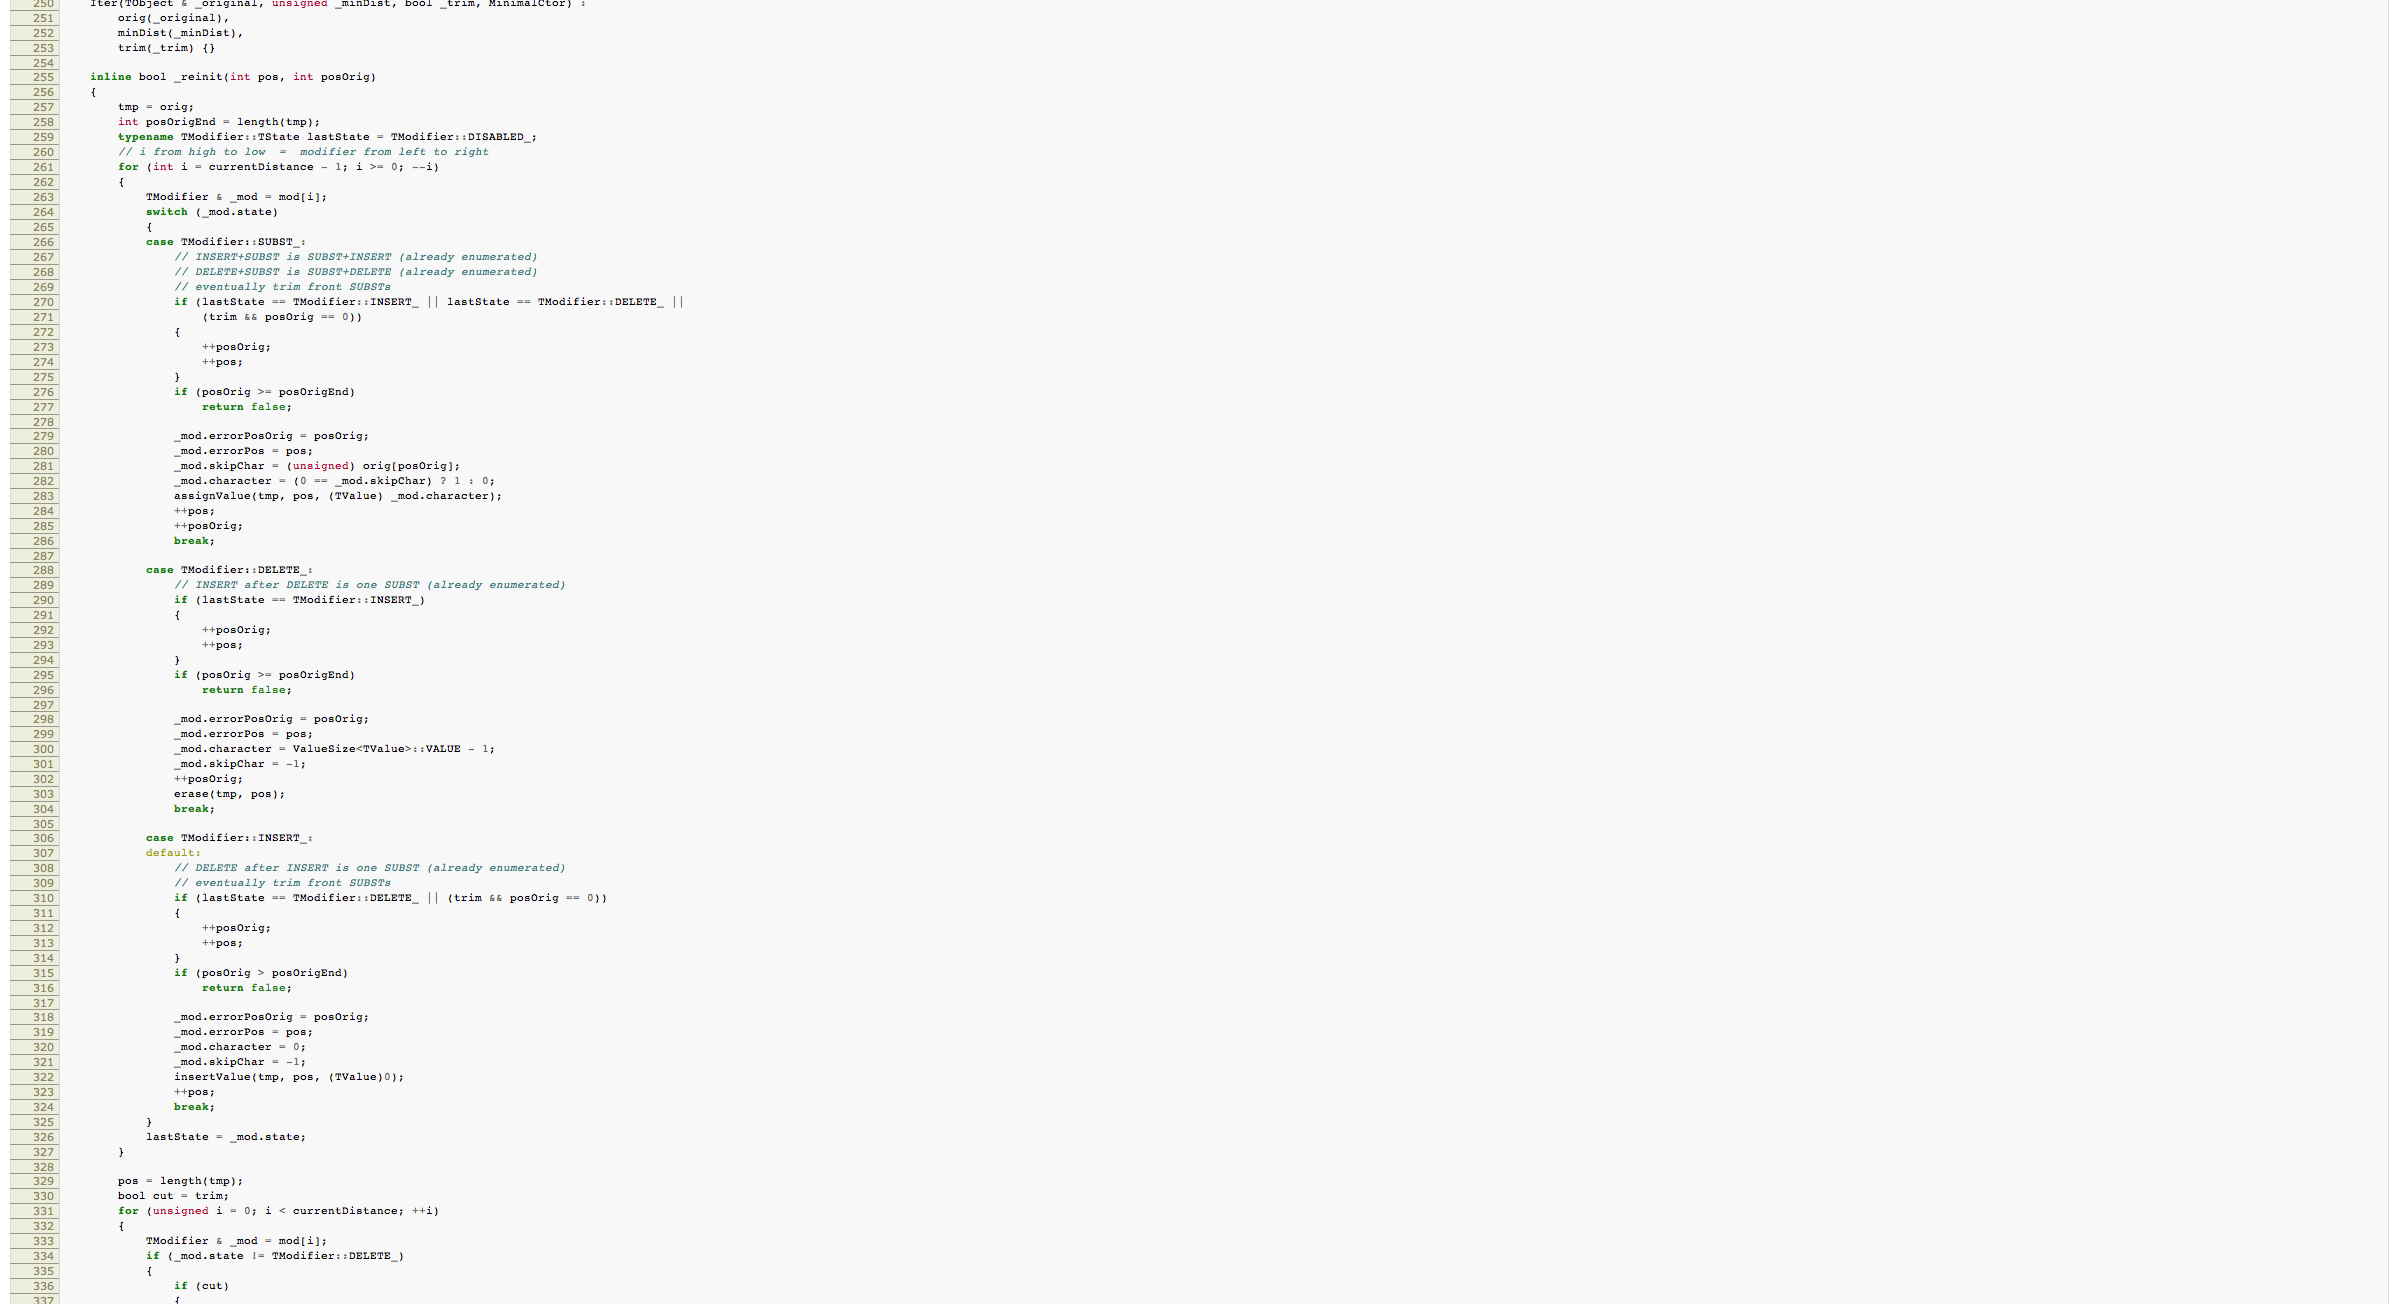 250 Iter(TObject & _original, unsigned _minDist, bool _trim, MinimalCtor) :
251 orig(_original),
252 minDist(_minDist),
253 trim(_trim) {}
254
255 inline bool _reinit(int pos, int posOrig)
256 {
257 tmp = orig;
258 int posOrigEnd = length(tmp);
259 typename TModifier::TState lastState = TModifier::DISABLED_;
260 // i from high to low  =  modifier from left to right
261 for (int i = currentDistance - 1; i >= 0; --i)
262 {
263 TModifier & _mod = mod[i];
264 switch (_mod.state)
265 {
266 case TModifier::SUBST_:
267 // INSERT+SUBST is SUBST+INSERT (already enumerated)
268 // DELETE+SUBST is SUBST+DELETE (already enumerated)
269 // eventually trim front SUBSTs
270 if (lastState == TModifier::INSERT_ || lastState == TModifier::DELETE_ ||
271 (trim && posOrig == 0))
272 {
273 ++posOrig;
274 ++pos;
275 }
276 if (posOrig >= posOrigEnd)
277 return false;
278
279 _mod.errorPosOrig = posOrig;
280 _mod.errorPos = pos;
281 _mod.skipChar = (unsigned) orig[posOrig];
282 _mod.character = (0 == _mod.skipChar) ? 1 : 0;
283 assignValue(tmp, pos, (TValue) _mod.character);
284 ++pos;
285 ++posOrig;
286 break;
287
288 case TModifier::DELETE_:
289 // INSERT after DELETE is one SUBST (already enumerated)
290 if (lastState == TModifier::INSERT_)
291 {
292 ++posOrig;
293 ++pos;
294 }
295 if (posOrig >= posOrigEnd)
296 return false;
297
298 _mod.errorPosOrig = posOrig;
299 _mod.errorPos = pos;
300 _mod.character = ValueSize<TValue>::VALUE - 1;
301 _mod.skipChar = -1;
302 ++posOrig;
303 erase(tmp, pos);
304 break;
305
306 case TModifier::INSERT_:
307 default:
308 // DELETE after INSERT is one SUBST (already enumerated)
309 // eventually trim front SUBSTs
310 if (lastState == TModifier::DELETE_ || (trim && posOrig == 0))
311 {
312 ++posOrig;
313 ++pos;
314 }
315 if (posOrig > posOrigEnd)
316 return false;
317
318 _mod.errorPosOrig = posOrig;
319 _mod.errorPos = pos;
320 _mod.character = 0;
321 _mod.skipChar = -1;
322 insertValue(tmp, pos, (TValue)0);
323 ++pos;
324 break;
325 }
326 lastState = _mod.state;
327 }
328
329 pos = length(tmp);
330 bool cut = trim;
331 for (unsigned i = 0; i < currentDistance; ++i)
332 {
333 TModifier & _mod = mod[i];
334 if (_mod.state != TModifier::DELETE_)
335 {
336 if (cut)
337 {